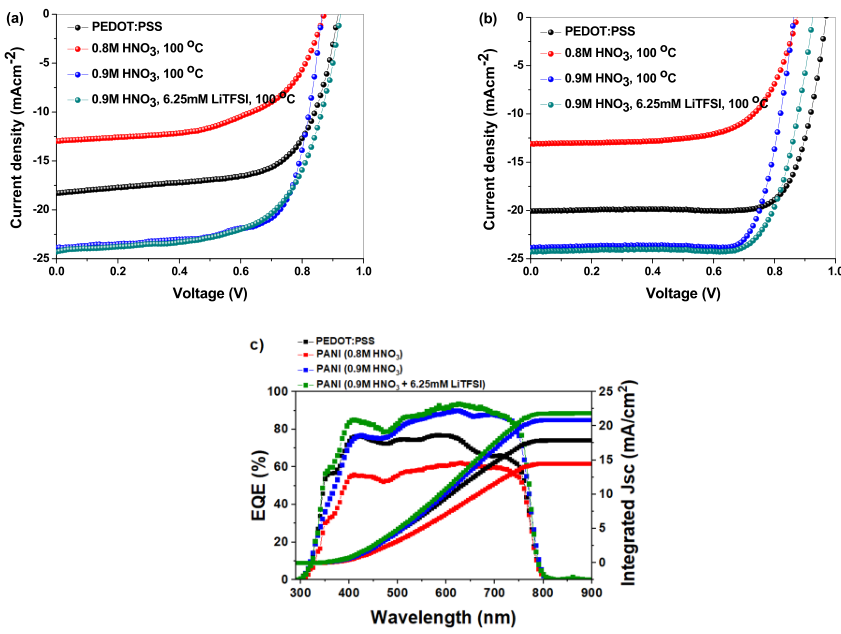 (a)
PEDOT:PSS
0.8M HNO3, 100 OC
0.9M HNO3, 100 OC
0.9M HNO3, 6.25mM LiTFSI, 100 OC
0
-5
-10
-15
-20
-25
0.0 0.2 0.4 0.6 0.8 1.0
Current density (mAcm-2)
Voltage (V)
(b)
PEDOT:PSS
0.8M HNO3, 100 OC
0.9M HNO3, 100 OC
0.9M HNO3, 6.25mM LiTFSI, 100 OC
0
-5
-10
-15
-20
-25
0.0 0.2 0.4 0.6 0.8 1.0
Current density (mAcm-2)
Voltage (V)
c)
PEDOT:PSS
PANI (0.8M HNO3)
PANI (0.9M HNO3)
PANI (0.9M HNO3 + 6.25mM LiTFSI)
100
80
60
40
20
0
EQE (%)
25
20
15
10
5
0
Integrated Jsc (mA/cm2)
300 400 500 600 700 800 900
Wavelength (nm)